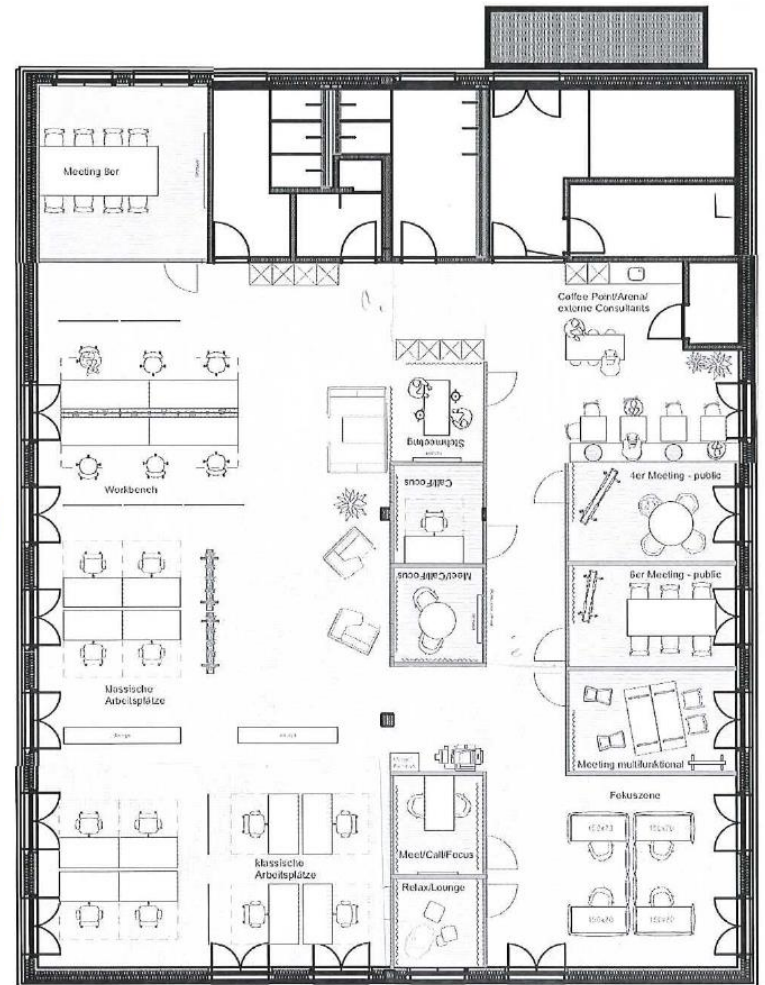 Meeting 8er
Coffee Point/Arena/
externe Consultants
Stehmeeting
Workbench
Call/Focus
4er Meeting - public
Meet/Call/Focus
6er Meeting - public
klassische
Arbeitsplätze
Meeting multifunktional
Fokuszone
klassische
Arbeitsplätze
Meet/Call/Focus
Relax/Lounge